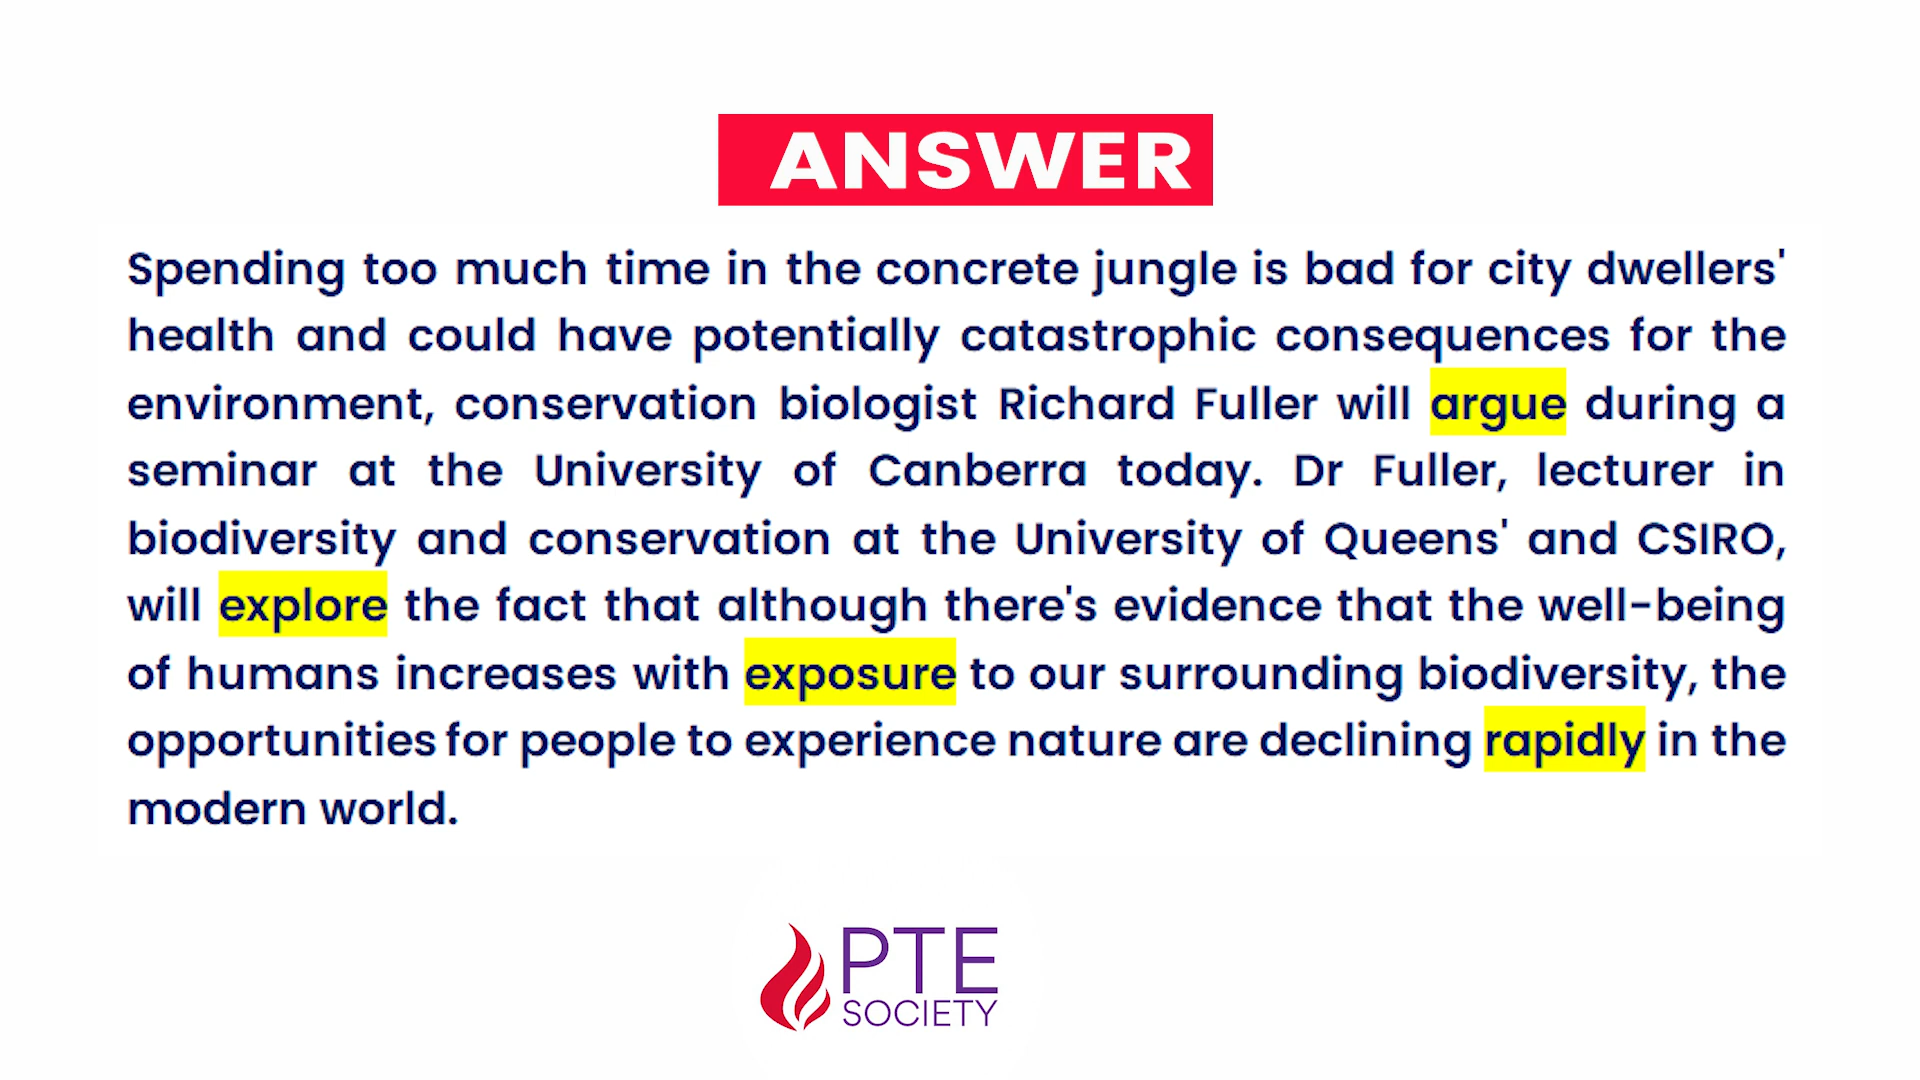 ANSWER
Spending too much time in the concrete jungle is bad for city dwellers'
health and could have potentially catastrophic consequences for the
environment, conservation biologist Richard Fuller will argue during a
seminar at the University of Canberra today. Dr Fuller, lecturer in
biodiversity and conservation at the University of Queens' and CSIRO,
will explore the fact that although there's evidence that the well-being
of humans increases with exposure to our surrounding biodiversity, the
opportunities for people to experience nature are declining rapidly in the
modern world.
PTE
SOCIETY